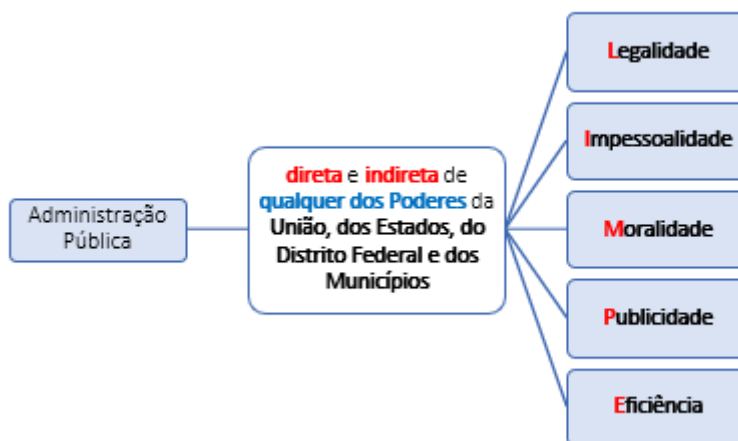 Administração
Pública
direta e indireta de
qualquer dos Poderes da
União, dos Estados, do
Distrito Federal e dos
Municípios
Legalidade
Impessoalidade
Moralidade
Publicidade
Eficiência